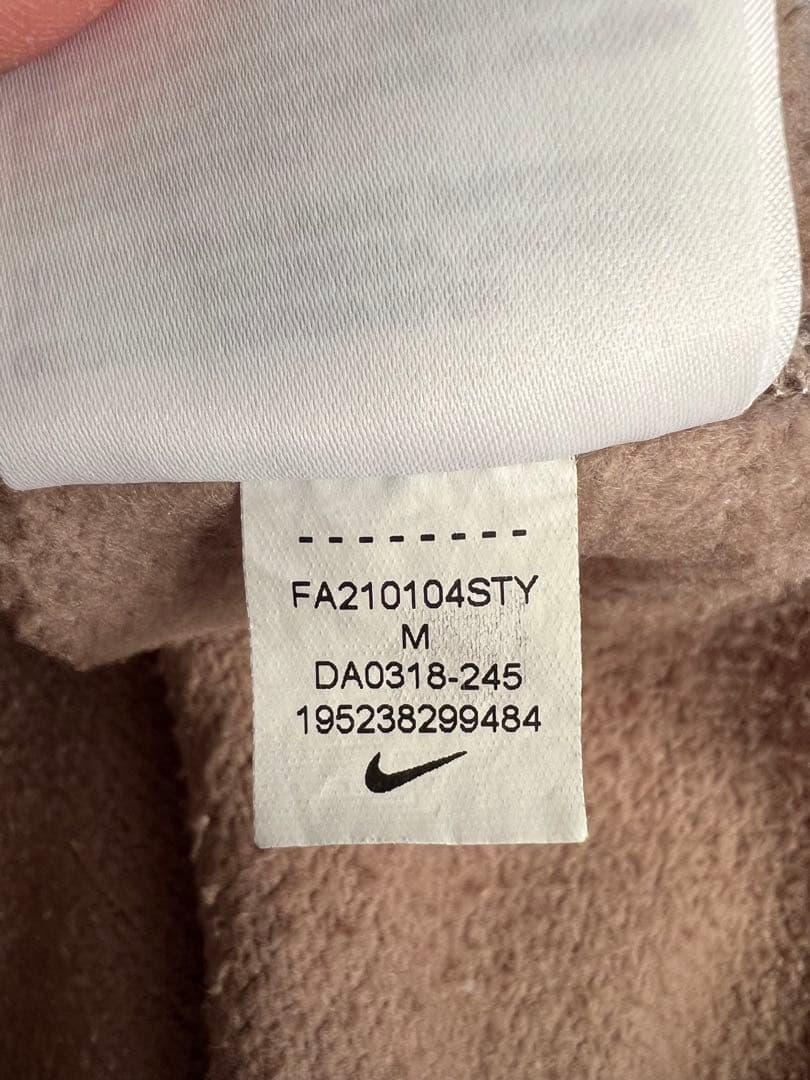 --------
FA210104STY
M
DA0318-245
195238299484